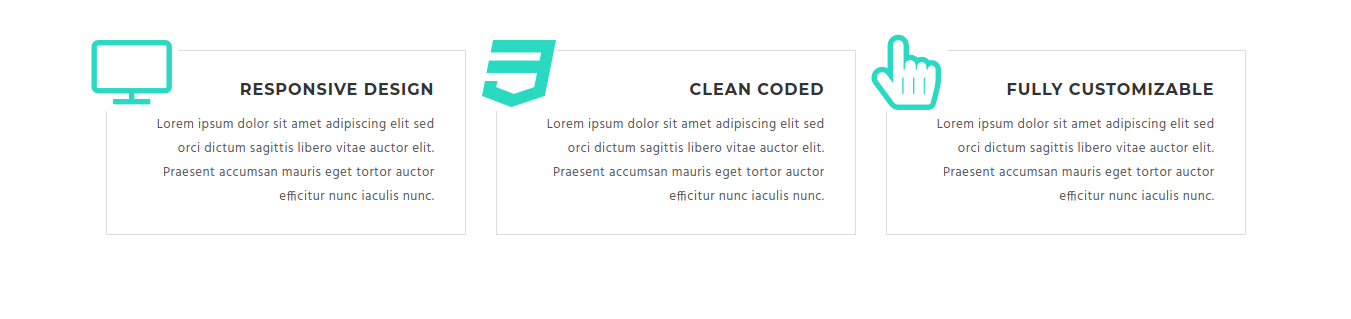 RESPONSIVE DESIGN
Lorem ipsum dolor sit amet adipiscing elit sed
orci dictum sagittis libero vitae auctor elit.
Praesent accumsan mauris eget tortor auctor
efficitur nunc iaculis nunc.
CLEAN CODED
Lorem ipsum dolor sit amet adipiscing elit sed
orci dictum sagittis libero vitae auctor elit.
Praesent accumsan mauris eget tortor auctor
efficitur nunc iaculis nunc.
FULLY CUSTOMIZABLE
Lorem ipsum dolor sit amet adipiscing elit sed
orci dictum sagittis libero vitae auctor elit.
Praesent accumsan mauris eget tortor auctor
efficitur nunc iaculis nunc.